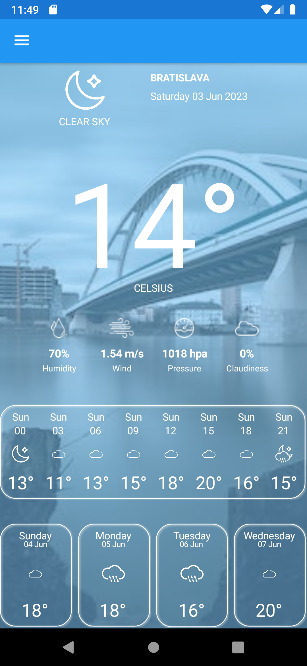 11:49
BRATISLAVA
Saturday 03 Jun 2023
CLEAR SKY
14°
CELSIUS
70% 1.54 m/s 1018 hpa 0%
Humidity Wind Pressure Claudiness
Sun Sun Sun Sun Sun Sun Sun Sun
00 03 06 09 12 15 18 21
13° 11° 13° 15° 18° 20° 16° 15°
Sunday Monday Tuesday Wednesday
04 Jun 05 Jun 06 Jun 07 Jun
18° 18° 16° 20°